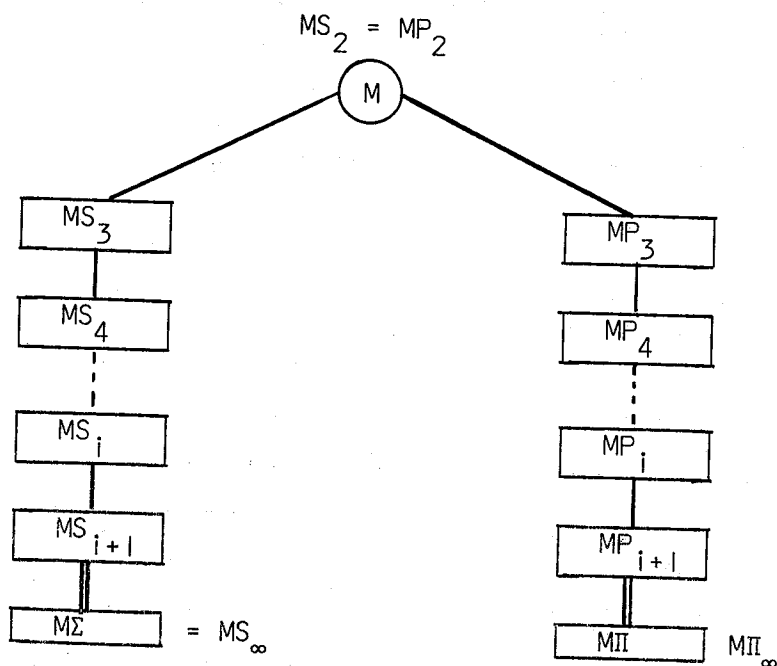 MS₂ = MP₂
M
MS₃
MP₃
MS₄
MP₄
MSᵢ
MPᵢ
MSᵢ₊₁
MPᵢ₊₁
MΣ = MS∞
MΠ MΠ∞